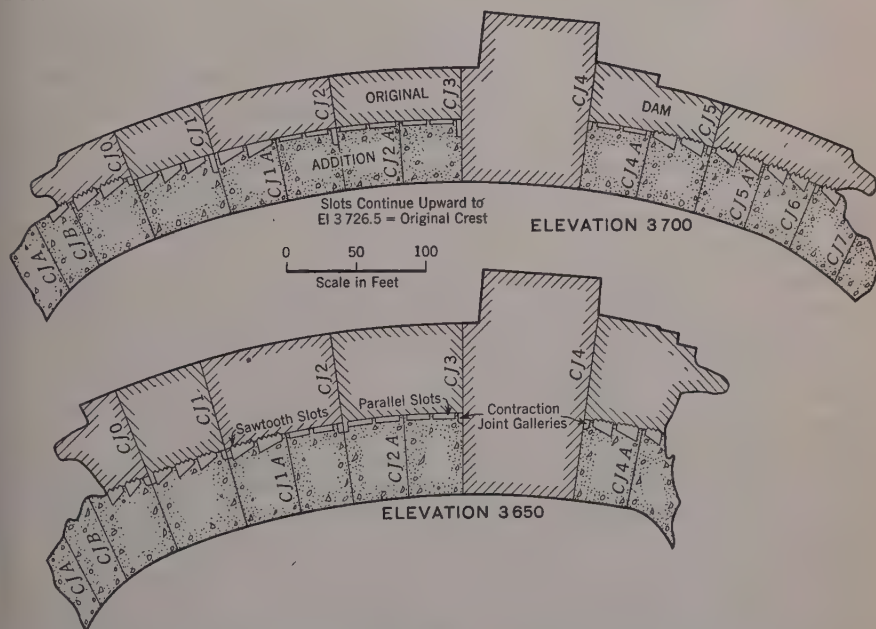 CJ0
CJ1
CJ2
ORIGINAL
CJ3
CJ4
DAM
CJ5
ADDITION
CJA
CJB
CJ1A
CJ2A
CJ4A
CJ5A
CJ6
CJ7
Slots Continue Upward to
El 3726.5 = Original Crest
ELEVATION 3700
0 50 100
Scale in Feet
CJ0
CJ1
CJ2
CJ3
CJ4
Sawtooth Slots
Parallel Slots
Contraction
Joint Galleries
CJA
CJB
CJ1A
CJ2A
CJ4A
ELEVATION 3650